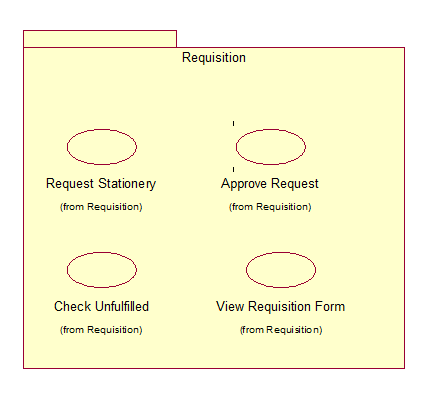 Requisition
Request Stationery
(from Requisition)
Approve Request
(from Requisition)
Check Unfulfilled
(from Requisition)
View Requisition Form
(from Requisition)